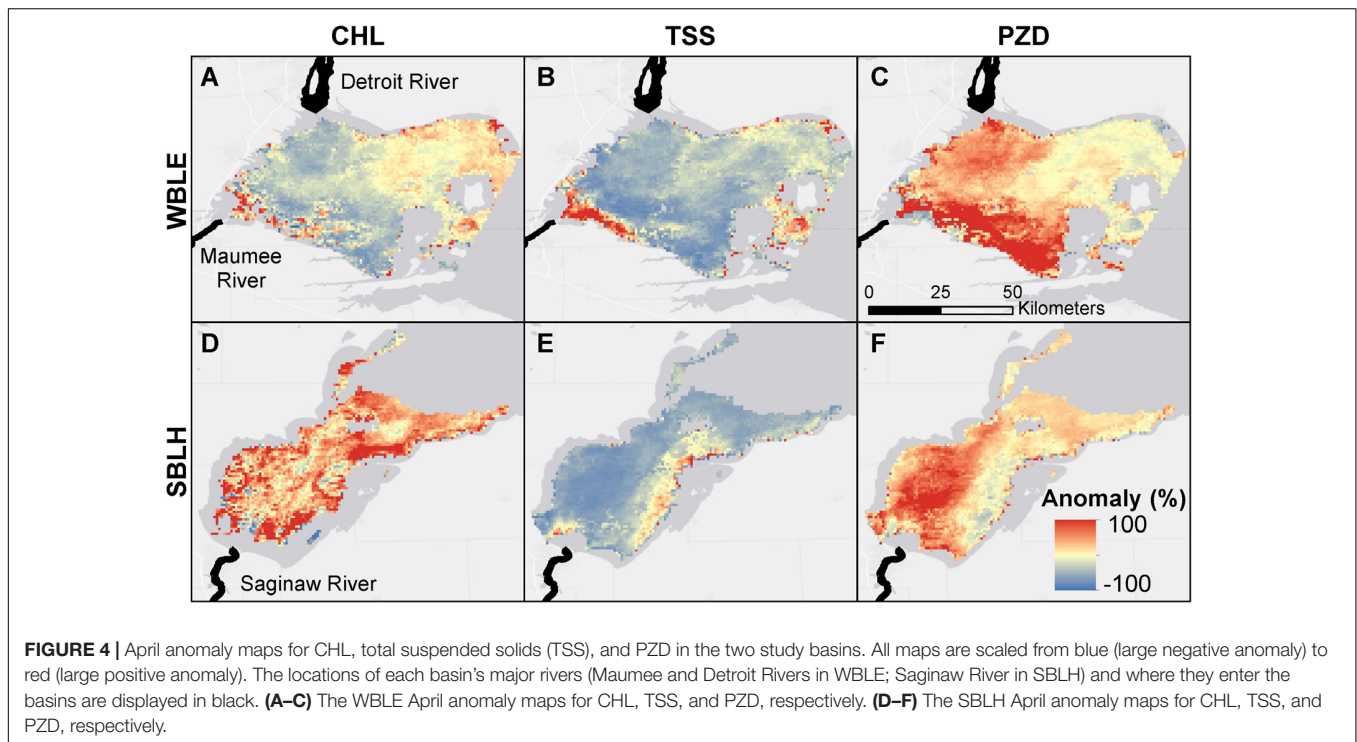 CHL TSS PZD
WBLE
A Detroit River B C
Maumee
River
0 25 50
Kilometers
SBLH
D E F
Anomaly (%)
100
-100
Saginaw River
FIGURE 4 | April anomaly maps for CHL, total suspended solids (TSS), and PZD in the two study basins. All maps are scaled from blue (large negative anomaly) to
red (large positive anomaly). The locations of each basin's major rivers (Maumee and Detroit Rivers in WBLE; Saginaw River in SBLH) and where they enter the
basins are displayed in black. (A–C) The WBLE April anomaly maps for CHL, TSS, and PZD, respectively. (D–F) The SBLH April anomaly maps for CHL, TSS, and
PZD, respectively.